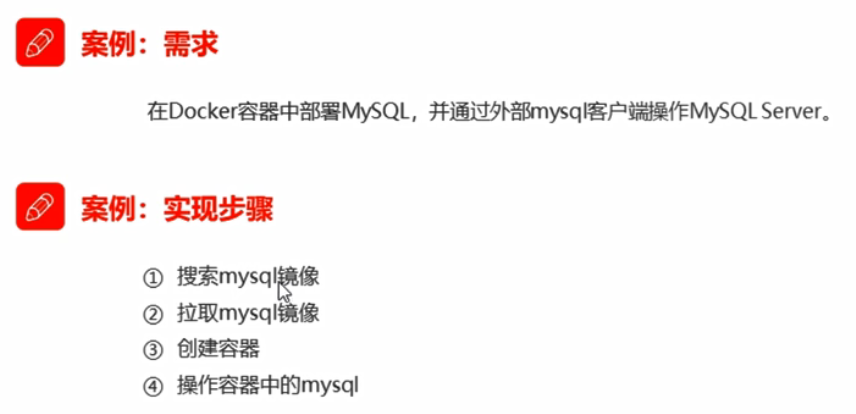 案例：需求
在Docker容器中部署MySQL，并通过外部mysql客户端操作MySQL Server。
案例：实现步骤
① 搜索mysql镜像
② 拉取mysql镜像
③ 创建容器
④ 操作容器中的mysql